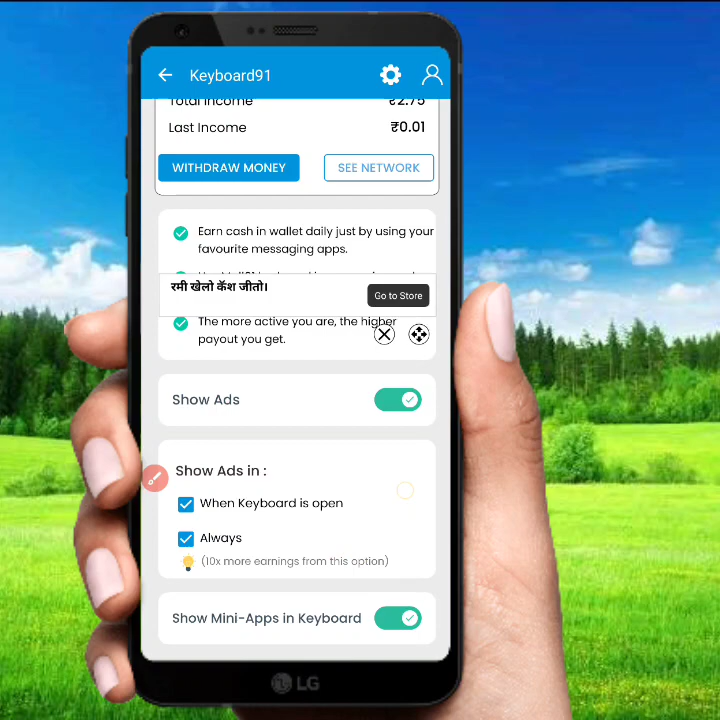 Keyboard91
Total Income ₹2.75
Last Income ₹0.01
WITHDRAW MONEY SEE NETWORK
Earn cash in wallet daily just by using your
favourite messaging apps.
रमी खेलो कॅश जीतो।
Go to Store
The more active you are, the higher
payout you get.
Show Ads
Show Ads in :
When Keyboard is open
Always
(10x more earnings from this option)
Show Mini-Apps in Keyboard
LG